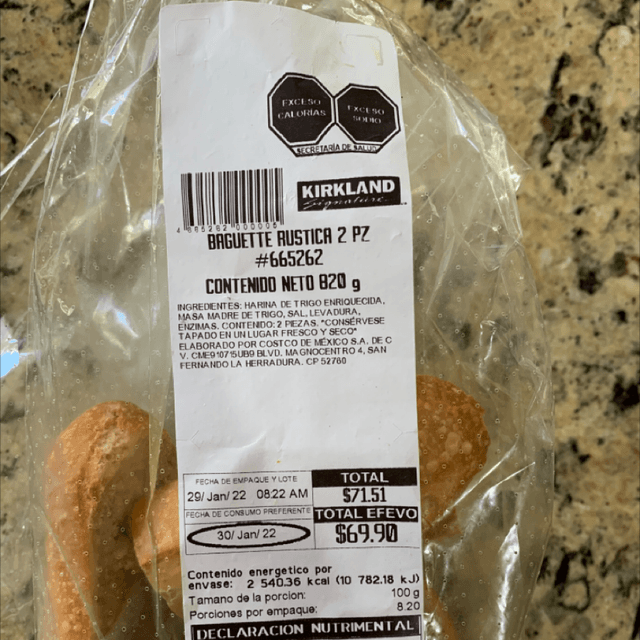 EXCESO
CALORÍAS
EXCESO
SODIO
SECRETARÍA DE SALUD
KIRKLAND
Signature
4 665262 000005
BAGUETTE RUSTICA 2 PZ
#665262
CONTENIDO NETO 820 g
INGREDIENTES: HARINA DE TRIGO ENRIQUECIDA,
MASA MADRE DE TRIGO, SAL, LEVADURA,
ENZIMAS. CONTENIDO: 2 PIEZAS. "CONSÉRVESE
TAPADO EN UN LUGAR FRESCO Y SECO"
ELABORADO POR COSTCO DE MÉXICO S.A. DE C
V. CME910715UB9 BLVD. MAGNOCENTRO 4, SAN
FERNANDO LA HERRADURA. CP 52760
FECHA DE EMPAQUE Y LOTE
29/Jan/22 08:22 AM
TOTAL
$71.51
FECHA DE CONSUMO PREFERENTE
30/Jan/22
TOTAL EFEVO
$69.90
Contenido energetico por
envase: 2 540.36 kcal (10 782.18 kJ)
Tamano de la porcion: 100 g
Porciones por empaque: 8.20
DECLARACION NUTRIMENTAL